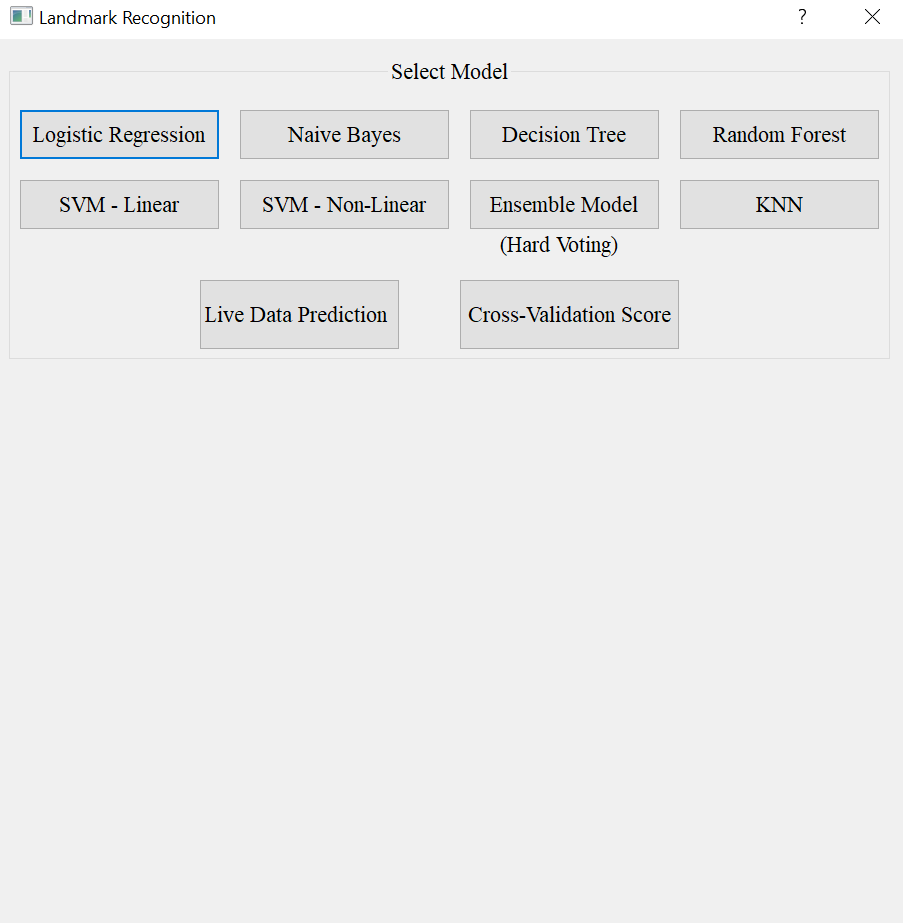 Landmark Recognition ?
Select Model
Logistic Regression Naive Bayes Decision Tree Random Forest
SVM - Linear SVM - Non-Linear Ensemble Model KNN
(Hard Voting)
Live Data Prediction Cross-Validation Score